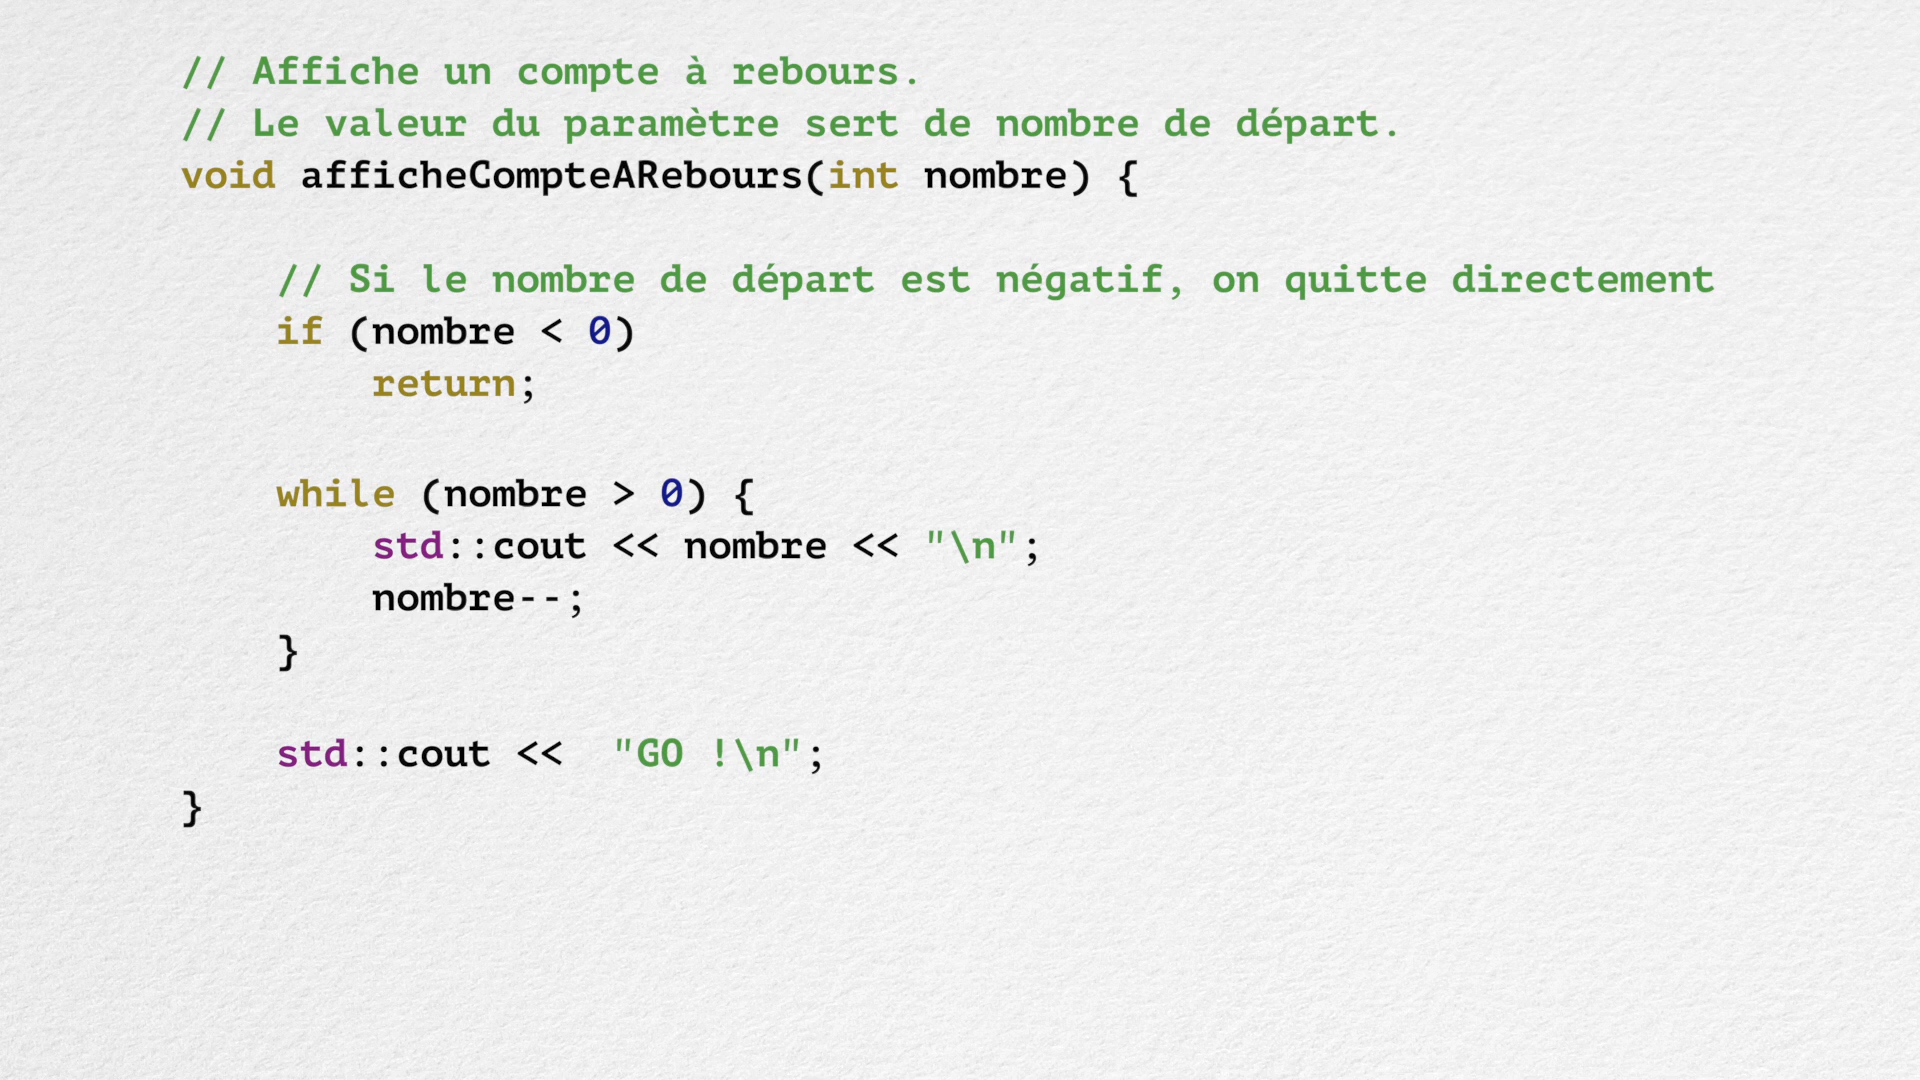 // Affiche un compte à rebours.
// Le valeur du paramètre sert de nombre de départ.
void afficheCompteARebours(int nombre) {
// Si le nombre de départ est négatif, on quitte directement
if (nombre < 0)
return;
while (nombre > 0) {
std::cout << nombre << "\n";
nombre--;
}
std::cout <<  "GO !\n";
}